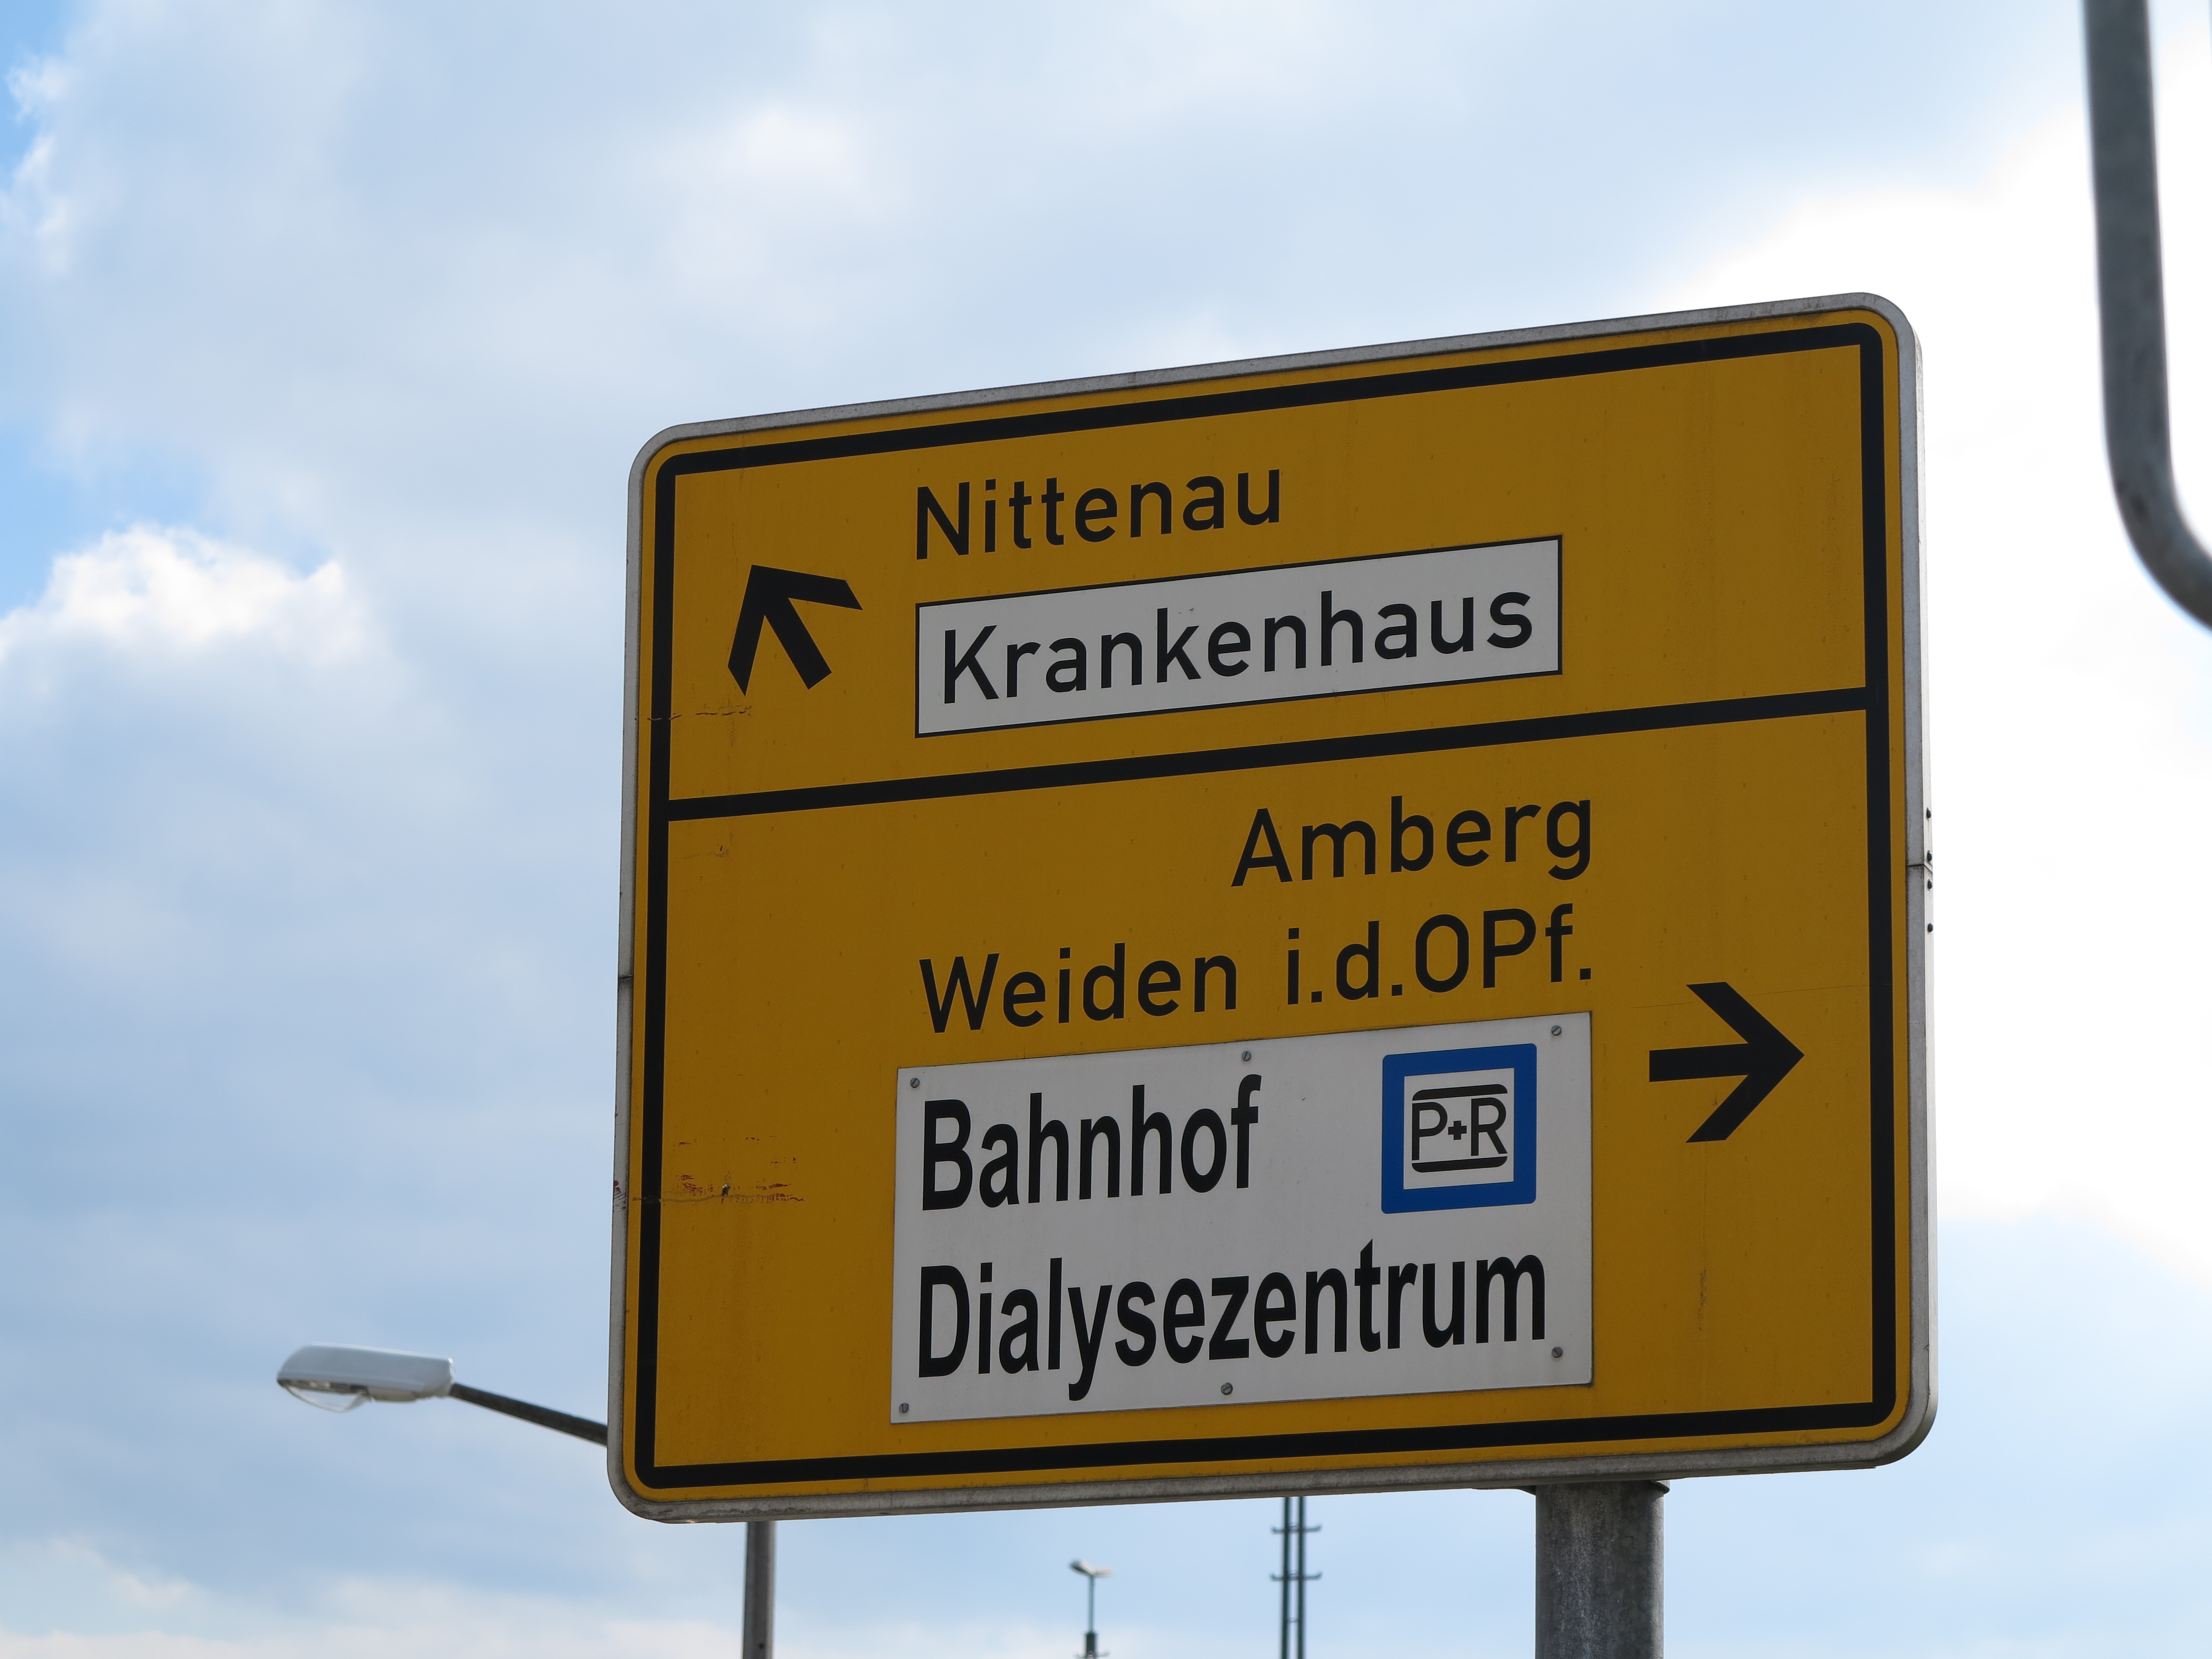 Nittenau
Krankenhaus
Amberg
Weiden i.d.OPf.
Bahnhof P+R
Dialysezentrum